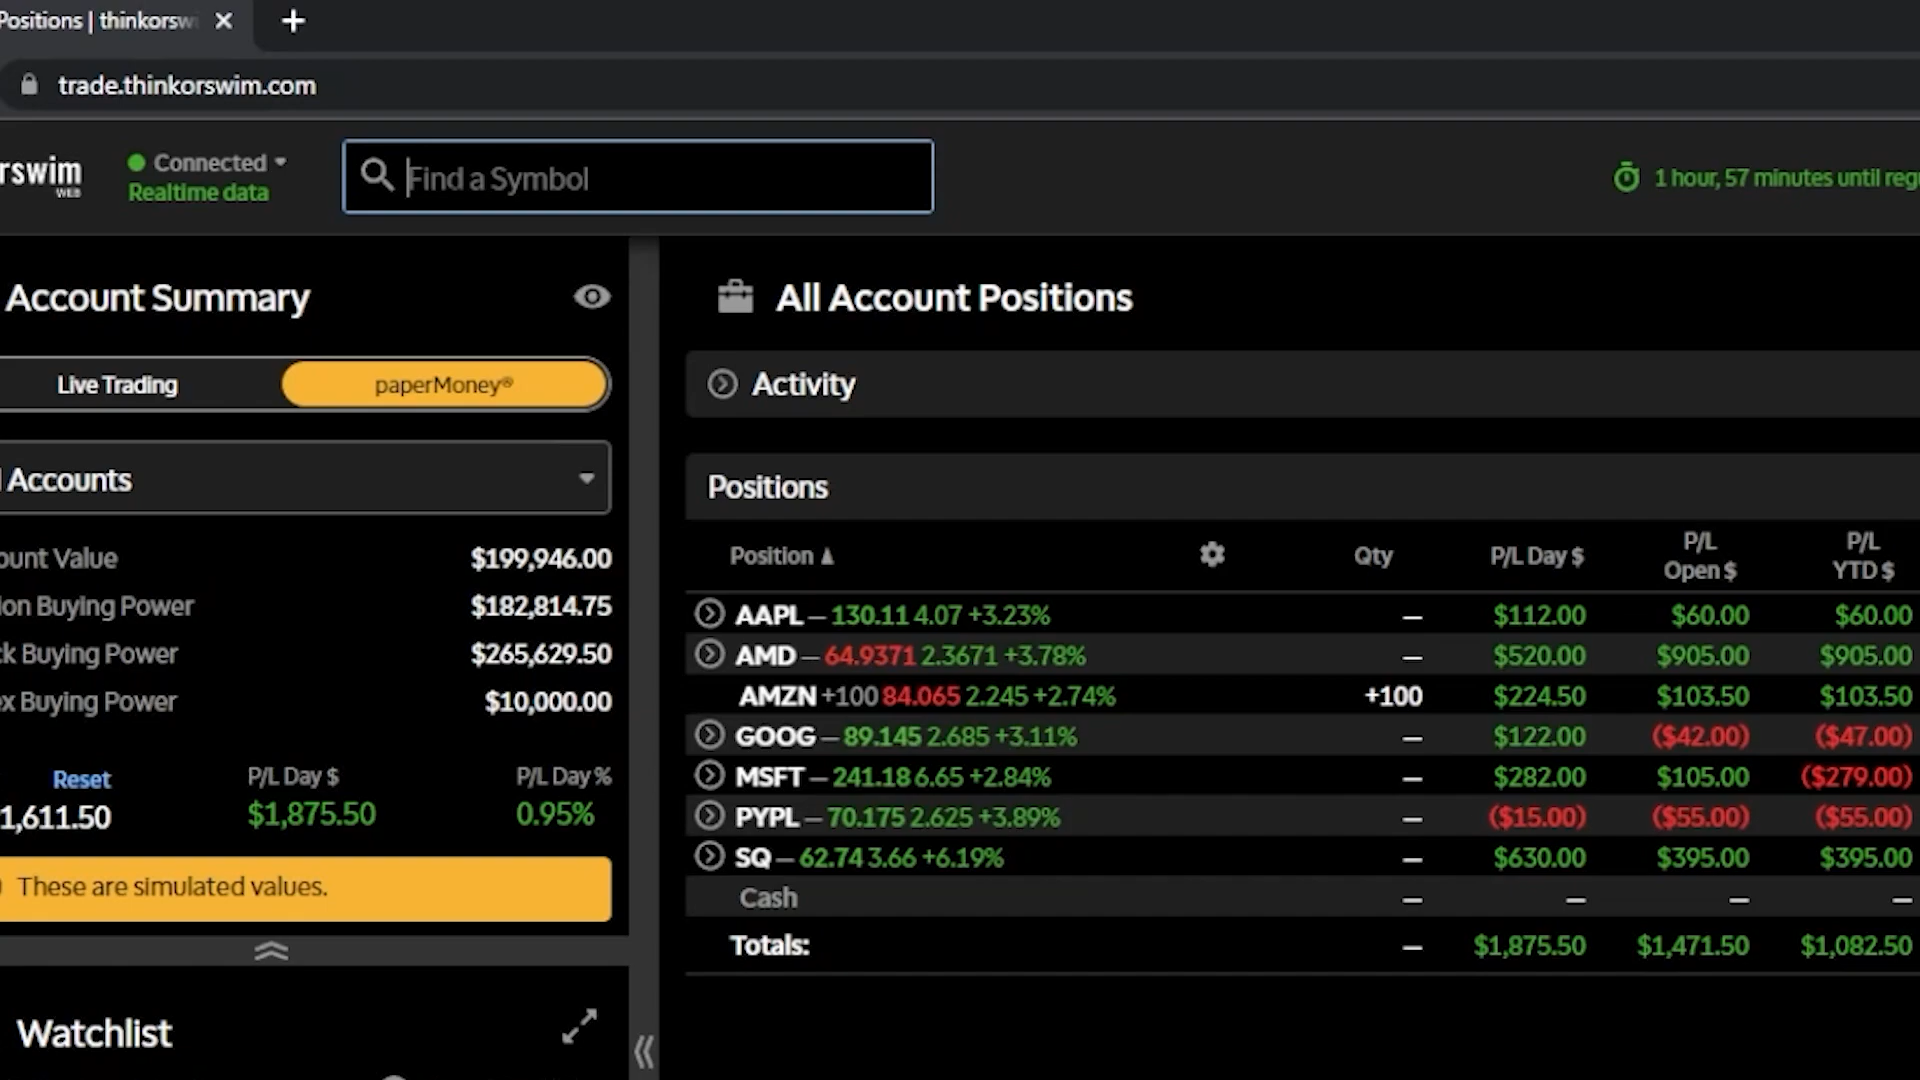 Positions | thinkorsw
trade.thinkorswim.com
rswim
WEB
Connected
Realtime data
Find a Symbol
1 hour, 57 minutes until reg
Account Summary
Live Trading
paperMoney®
Accounts
ount Value $199,946.00
ion Buying Power $182,814.75
ck Buying Power $265,629.50
ex Buying Power $10,000.00
Reset P/L Day $ P/L Day %
1,611.50 $1,875.50 0.95%
These are simulated values.
Watchlist
All Account Positions
Activity
Positions
Position ▲ Qty P/L Day $ P/L Open $ P/L YTD $
AAPL — 130.11 4.07 +3.23% — $112.00 $60.00 $60.00
AMD — 64.9371 2.3671 +3.78% — $520.00 $905.00 $905.00
AMZN +100 84.065 2.245 +2.74% +100 $224.50 $103.50 $103.50
GOOG — 89.145 2.685 +3.11% — $122.00 ($42.00) ($47.00)
MSFT — 241.18 6.65 +2.84% — $282.00 $105.00 ($279.00)
PYPL — 70.175 2.625 +3.89% — ($15.00) ($55.00) ($55.00)
SQ — 62.74 3.66 +6.19% — $630.00 $395.00 $395.00
Cash — — — —
Totals: — $1,875.50 $1,471.50 $1,082.50